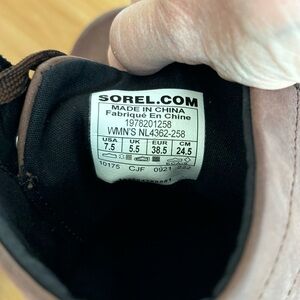 SOREL.COM
MADE IN CHINA
Fabriqué En Chine
1978201258
WMN'S NL4362-258
USA UK EUR CM
7.5 5.5 38.5 24.5
10175 CJF 0921